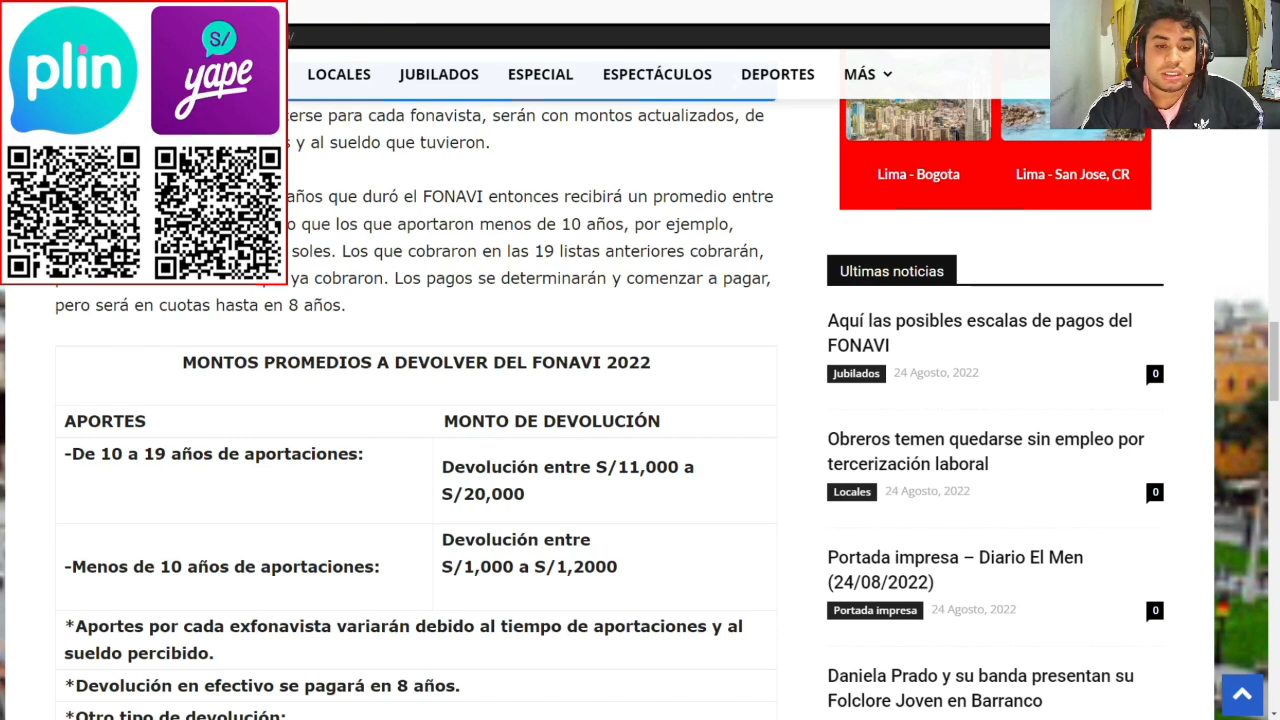 plin
S/
yape
LOCALES JUBILADOS ESPECIAL ESPECTÁCULOS DEPORTES MÁS
terse para cada fonavista, serán con montos actualizados, de
s y al sueldo que tuvieron.
años que duró el FONAVI entonces recibirá un promedio entre
o que los que aportaron menos de 10 años, por ejemplo,
soles. Los que cobraron en las 19 listas anteriores cobrarán,
ya cobraron. Los pagos se determinarán y comenzar a pagar,
pero será en cuotas hasta en 8 años.
MONTOS PROMEDIOS A DEVOLVER DEL FONAVI 2022
APORTES MONTO DE DEVOLUCIÓN
-De 10 a 19 años de aportaciones:
Devolución entre S/11,000 a
S/20,000
-Menos de 10 años de aportaciones:
Devolución entre
S/1,000 a S/1,2000
*Aportes por cada exfonavista variarán debido al tiempo de aportaciones y al
sueldo percibido.
*Devolución en efectivo se pagará en 8 años.
*Otro tipo de devolución:
Lima - Bogota Lima - San Jose, CR
Ultimas noticias
Aquí las posibles escalas de pagos del
FONAVI
Jubilados 24 Agosto, 2022 0
Obreros temen quedarse sin empleo por
tercerización laboral
Locales 24 Agosto, 2022 0
Portada impresa – Diario El Men
(24/08/2022)
Portada impresa 24 Agosto, 2022 0
Daniela Prado y su banda presentan su
Folclore Joven en Barranco